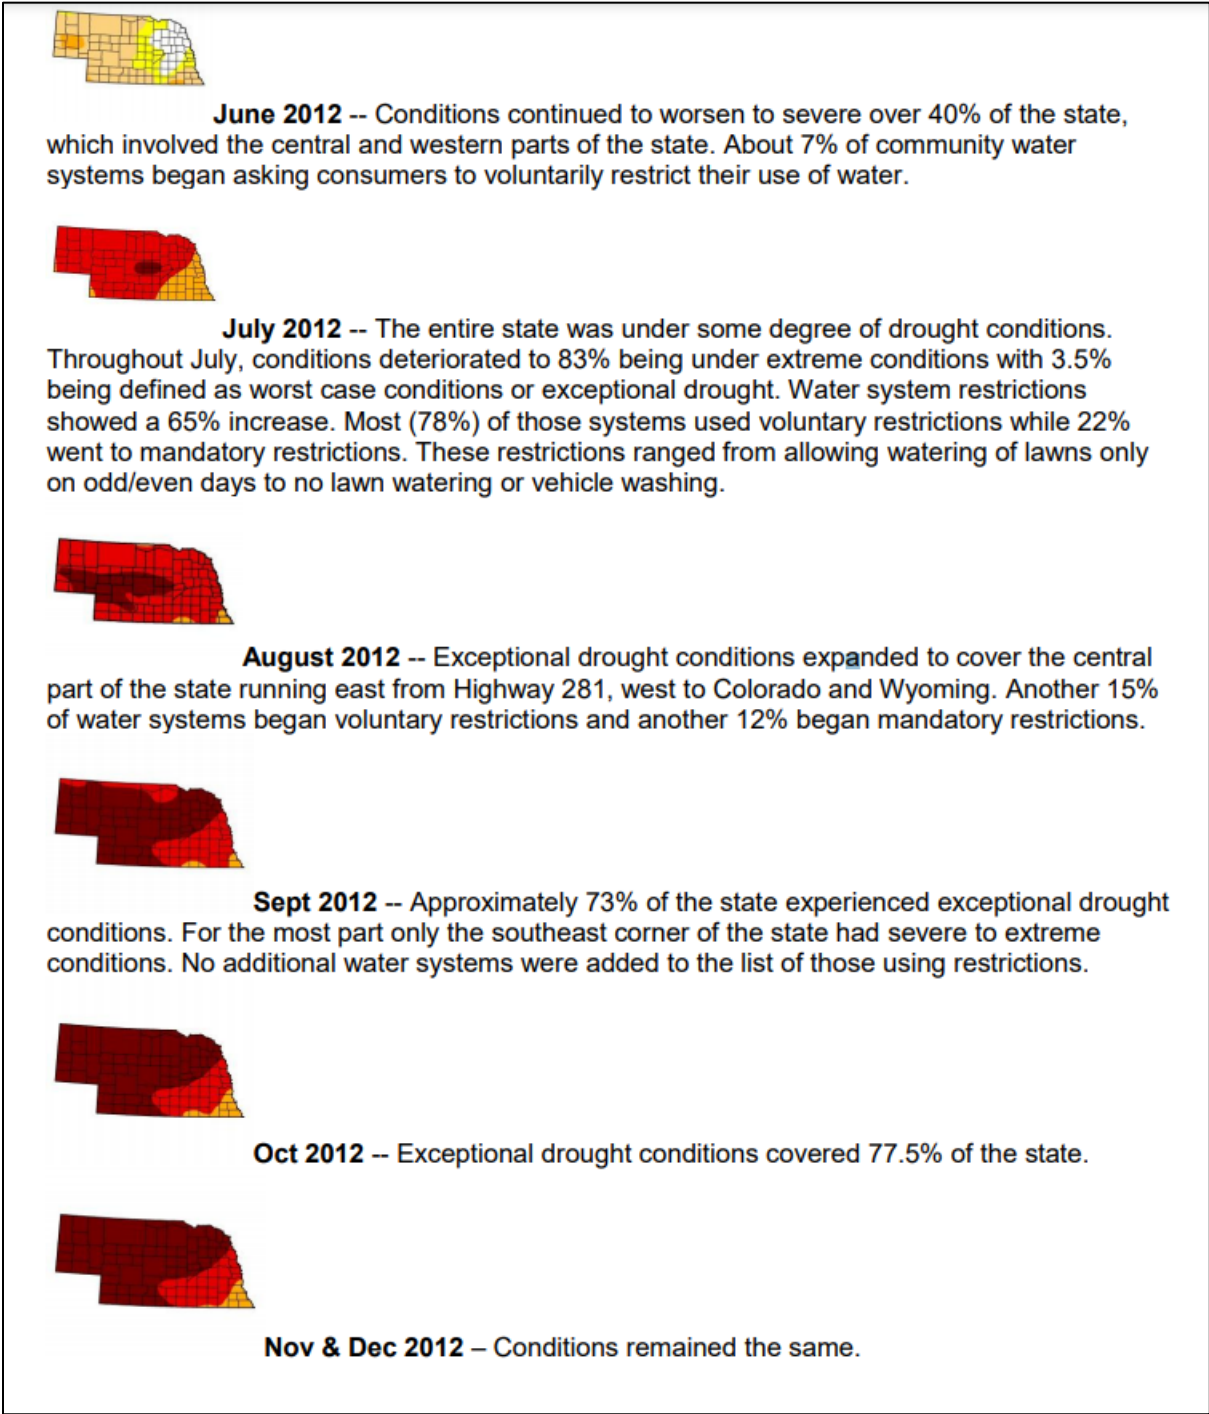 June 2012 -- Conditions continued to worsen to severe over 40% of the state,
which involved the central and western parts of the state. About 7% of community water
systems began asking consumers to voluntarily restrict their use of water.
July 2012 -- The entire state was under some degree of drought conditions.
Throughout July, conditions deteriorated to 83% being under extreme conditions with 3.5%
being defined as worst case conditions or exceptional drought. Water system restrictions
showed a 65% increase. Most (78%) of those systems used voluntary restrictions while 22%
went to mandatory restrictions. These restrictions ranged from allowing watering of lawns only
on odd/even days to no lawn watering or vehicle washing.
August 2012 -- Exceptional drought conditions expanded to cover the central
part of the state running east from Highway 281, west to Colorado and Wyoming. Another 15%
of water systems began voluntary restrictions and another 12% began mandatory restrictions.
Sept 2012 -- Approximately 73% of the state experienced exceptional drought
conditions. For the most part only the southeast corner of the state had severe to extreme
conditions. No additional water systems were added to the list of those using restrictions.
Oct 2012 -- Exceptional drought conditions covered 77.5% of the state.
Nov & Dec 2012 – Conditions remained the same.